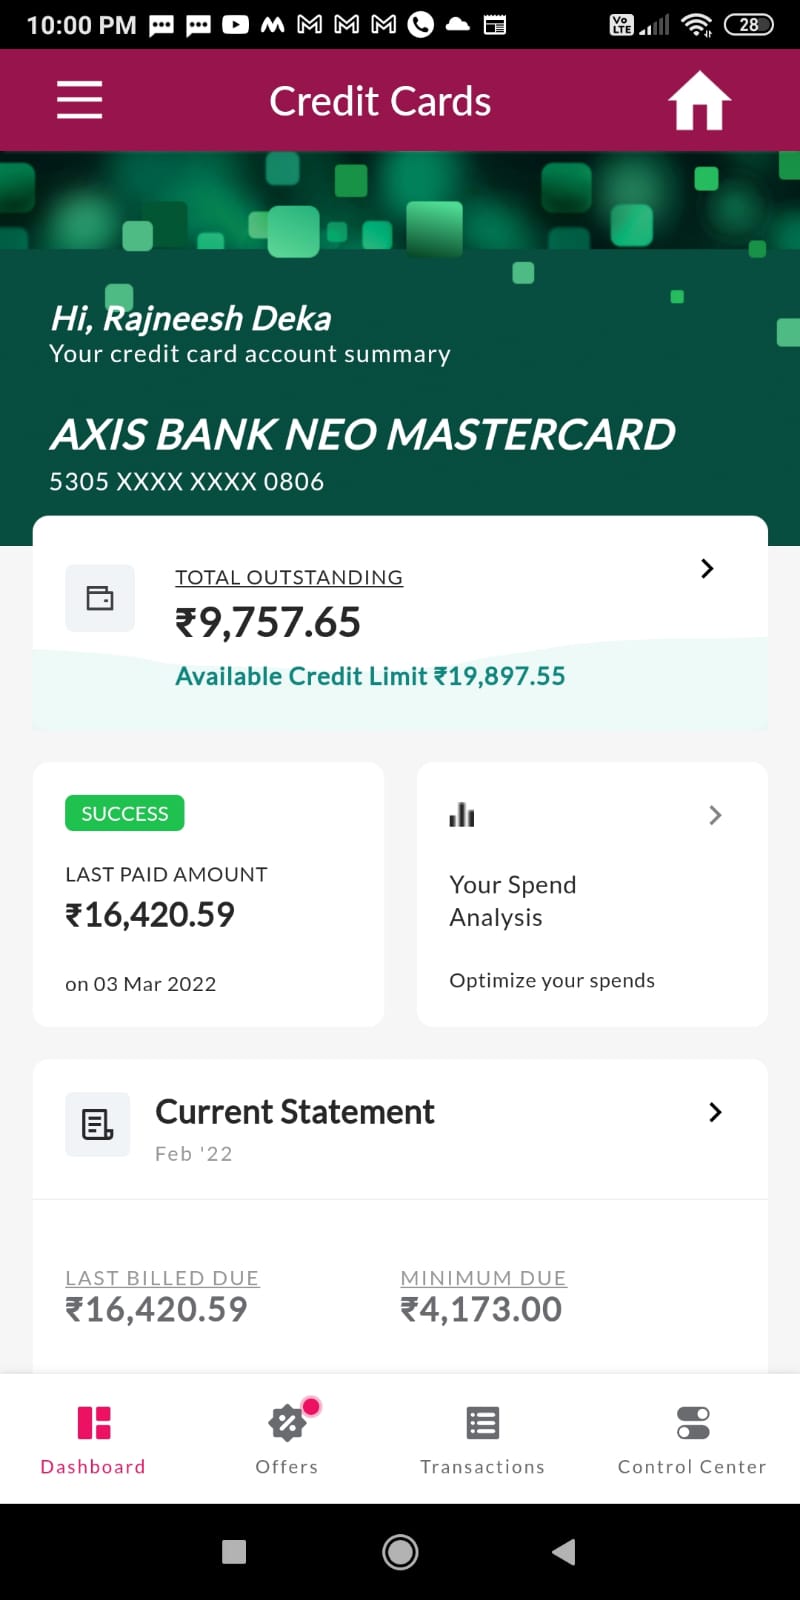 10:00 PM
Vo
LTE
28
Credit Cards
Hi, Rajneesh Deka
Your credit card account summary
AXIS BANK NEO MASTERCARD
5305 XXXX XXXX 0806
TOTAL OUTSTANDING
₹9,757.65
Available Credit Limit ₹19,897.55
SUCCESS
LAST PAID AMOUNT
₹16,420.59
on 03 Mar 2022
Your Spend
Analysis
Optimize your spends
Current Statement
Feb '22
LAST BILLED DUE
₹16,420.59
MINIMUM DUE
₹4,173.00
Dashboard
Offers
Transactions
Control Center